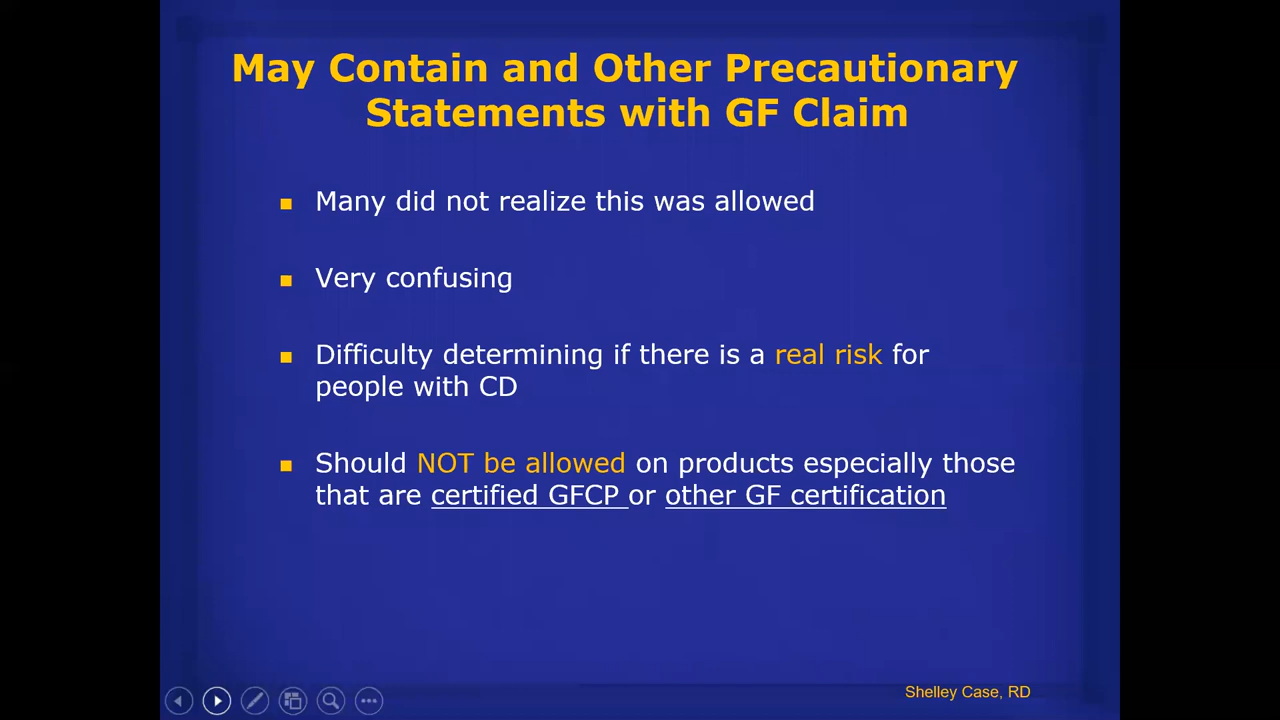 May Contain and Other Precautionary
Statements with GF Claim
Many did not realize this was allowed
Very confusing
Difficulty determining if there is a real risk for
people with CD
Should NOT be allowed on products especially those
that are certified GFCP or other GF certification
Shelley Case, RD